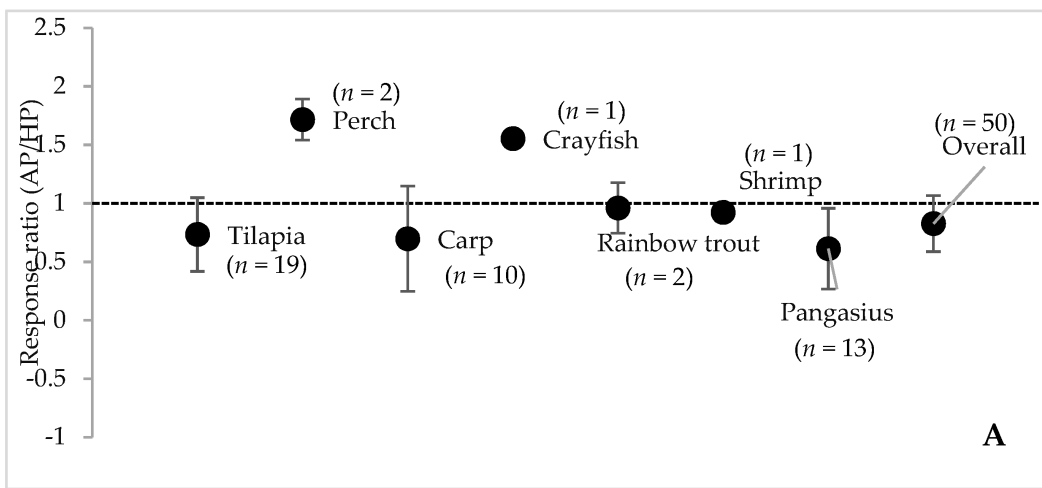 2.5
2
1.5
1
0.5
0
-0.5
-1
Response ratio (AP/HP)
(n = 2)
Perch
(n = 1)
Crayfish
(n = 50)
Overall
(n = 1)
Shrimp
Tilapia
(n = 19)
Carp
(n = 10)
Rainbow trout
(n = 2)
Pangasius
(n = 13)
A